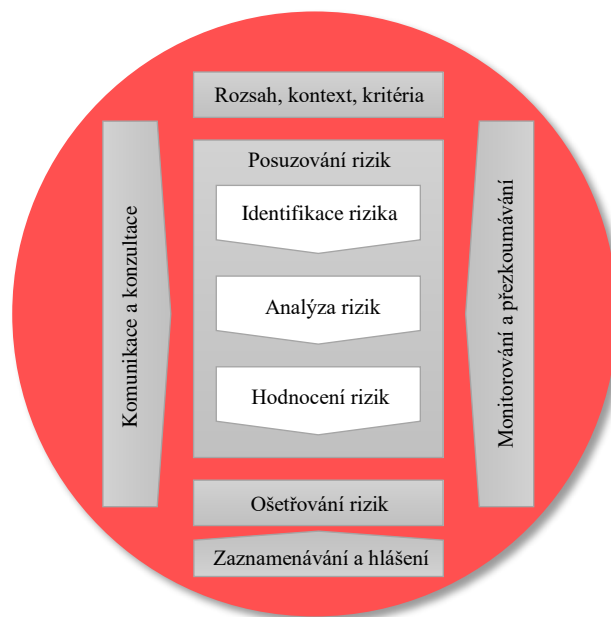 Rozsah, kontext, kritéria
Posuzování rizik
Identifikace rizika
Analýza rizik
Hodnocení rizik
Ošetřování rizik
Zaznamenávání a hlášení
Komunikace a konzultace
Monitorování a přezkoumávání